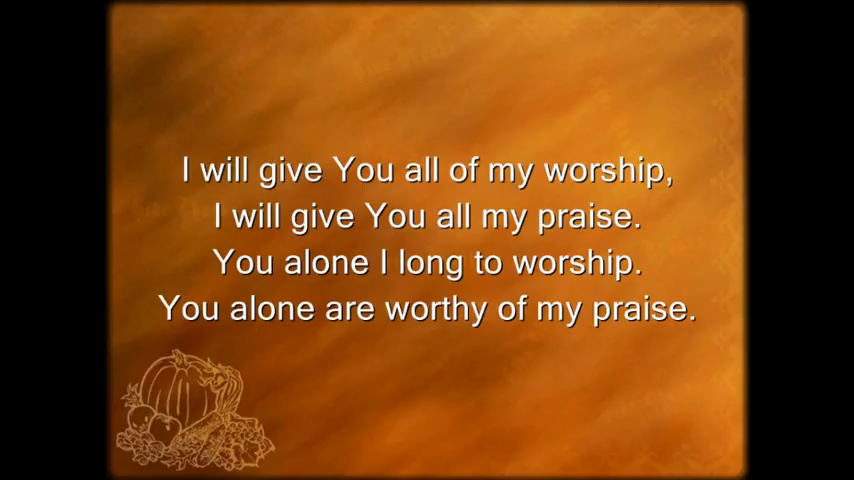 I will give You all of my worship,
I will give You all my praise.
You alone I long to worship.
You alone are worthy of my praise.